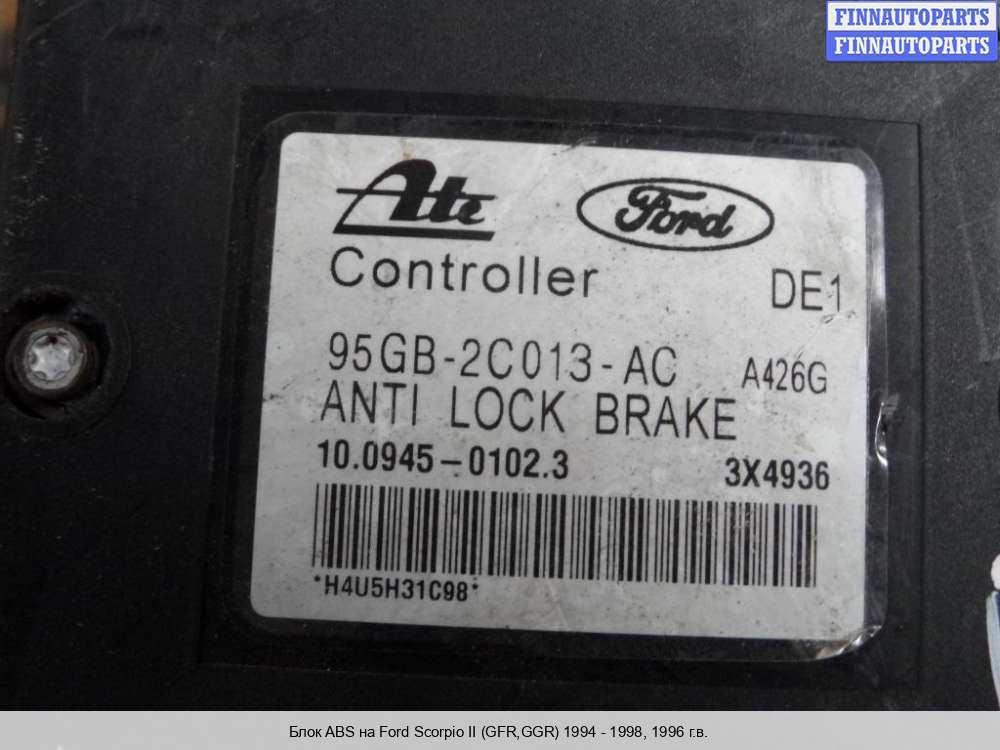 FINNAUTOPARTS
FINNAUTOPARTS
Ate Ford
Controller DE1
95GB-2C013-AC A426G
ANTI LOCK BRAKE
10.0945-0102.3 3X4936
*H4U5H31C98*
Блок ABS на Ford Scorpio II (GFR,GGR) 1994 - 1998, 1996 г.в.